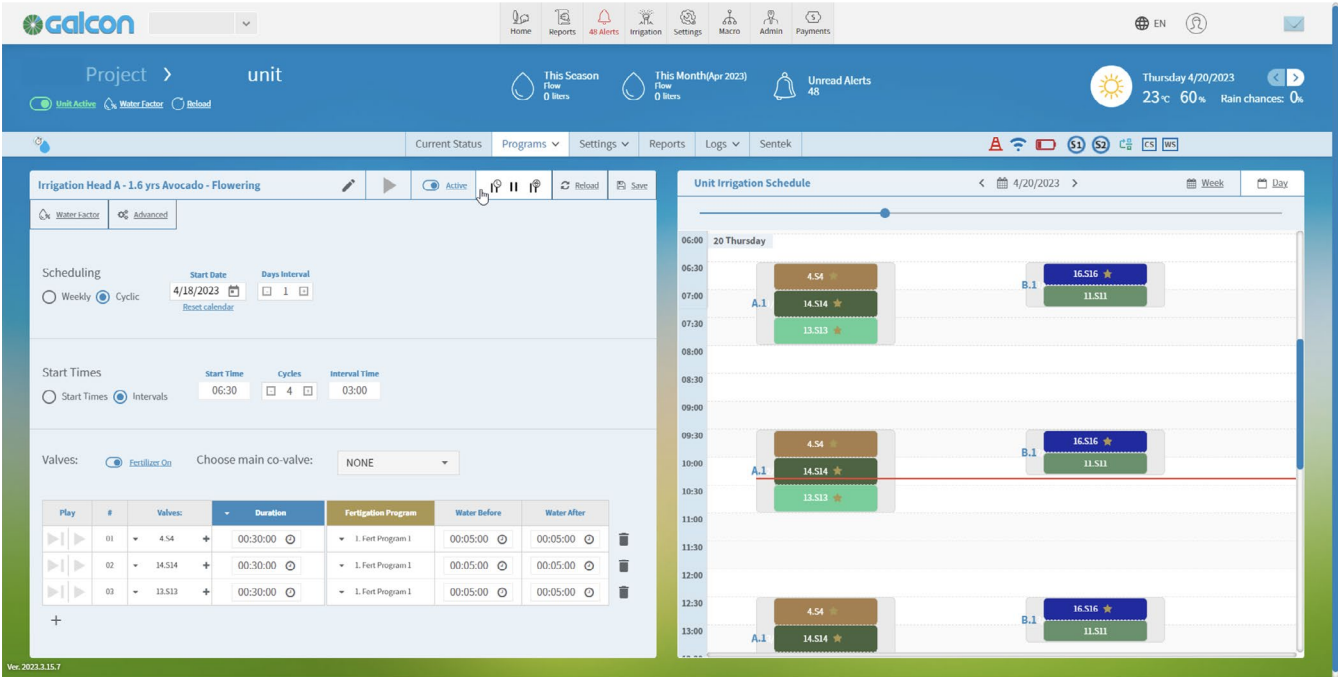 GALCON
Home Reports 48 Alerts Irrigation Settings Macro Admin Payments
EN
Project > unit
Unit Active Water Factor Reload
This Season
Flow
0 liters
This Month(Apr 2023)
Flow
0 liters
Unread Alerts
48
Thursday 4/20/2023
23°C 60% Rain chances: 0%
Current Status Programs Settings Reports Logs Sentek
S1 S2 CS WS
Irrigation Head A - 1.6 yrs Avocado - Flowering
Active Reload Save
Water Factor Advanced
Scheduling
Weekly Cyclic
Start Date
4/18/2023
Reset calendar
Days Interval
1
Start Times
Start Times Intervals
Start Time Cycles Interval Time
06:30 4 03:00
Valves: Fertilizer On Choose main co-valve: NONE
Play # Valves: Duration Fertigation Program Water Before Water After
01 4.S4 + 00:30:00 1. Fert Program 1 00:05:00 00:05:00
02 14.S14 + 00:30:00 1. Fert Program 1 00:05:00 00:05:00
03 13.S13 + 00:30:00 1. Fert Program 1 00:05:00 00:05:00
+
Ver. 2023.3.15.7
Unit Irrigation Schedule < 4/20/2023 > Week Day
06:00 20 Thursday
06:30 4.S4 16.S16
B.1
07:00 A.1 14.S14 11.S11
07:30 13.S13
08:00
08:30
09:00
09:30 4.S4 16.S16
B.1
10:00 A.1 14.S14 11.S11
10:30 13.S13
11:00
11:30
12:00
12:30 4.S4 16.S16
B.1
13:00 A.1 14.S14 11.S11